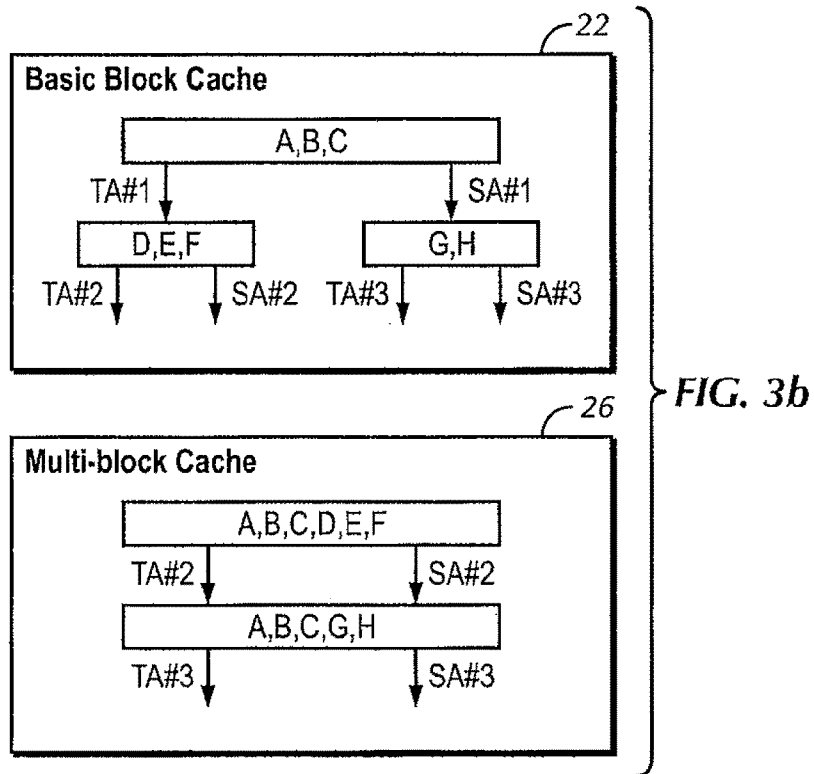 22
Basic Block Cache
A,B,C
TA#1 SA#1
D,E,F G,H
TA#2 SA#2 TA#3 SA#3
FIG. 3b
26
Multi-block Cache
A,B,C,D,E,F
TA#2 SA#2
A,B,C,G,H
TA#3 SA#3